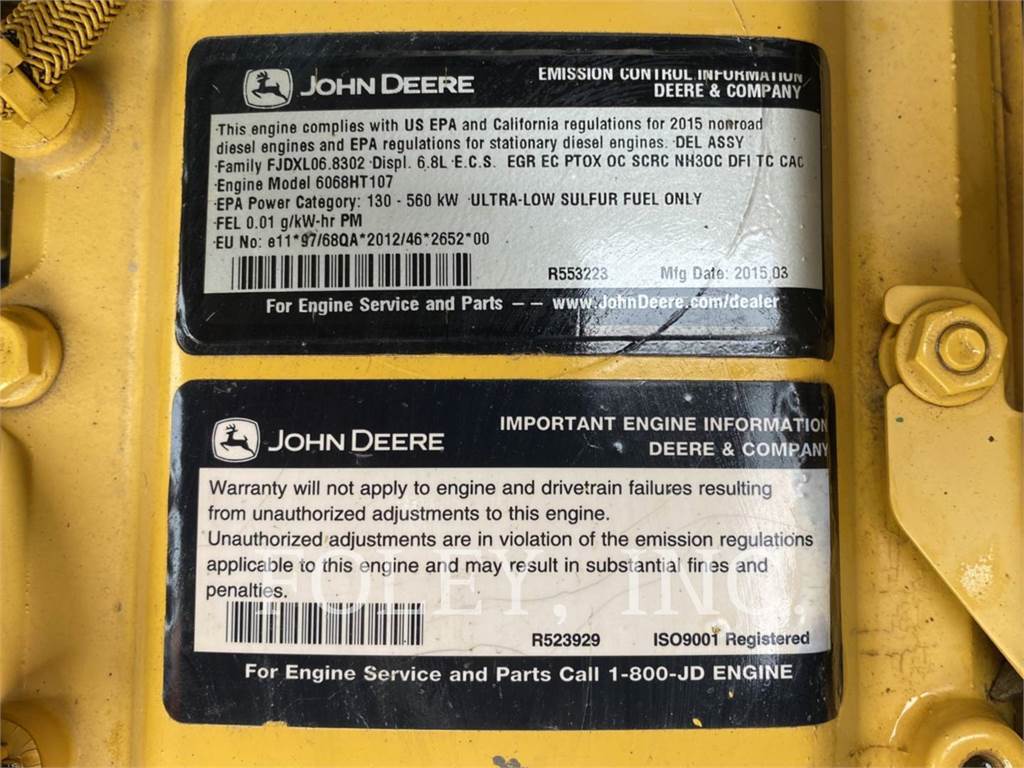 JOHN DEERE
EMISSION CONTROL INFORMATION
DEERE & COMPANY
·This engine complies with US EPA and California regulations for 2015 nonroad
diesel engines and EPA regulations for stationary diesel engines. ·DEL ASSY
·Family FJDXL06.8302 ·Displ. 6.8L ·E.C.S. EGR EC PTOX OC SCRC NH3OC DFI TC CAC
·Engine Model 6068HT107
·EPA Power Category: 130 - 560 kW ·ULTRA-LOW SULFUR FUEL ONLY
·FEL 0.01 g/kW-hr PM
·EU No: e11*97/68QA*2012/46*2652*00
R553223 Mfg Date: 2015.03
For Engine Service and Parts -- www.JohnDeere.com/dealer
JOHN DEERE
IMPORTANT ENGINE INFORMATION
DEERE & COMPANY
Warranty will not apply to engine and drivetrain failures resulting
from unauthorized adjustments to this engine.
Unauthorized adjustments are in violation of the emission regulations
applicable to this engine and may result in substantial fines and
penalties.
FOLEY, INC.
R523929 ISO9001 Registered
For Engine Service and Parts Call 1-800-JD ENGINE